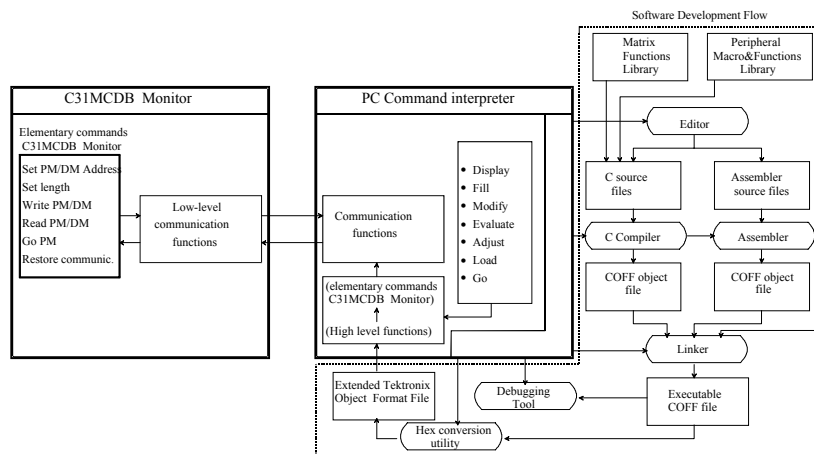 Software Development Flow
Matrix
Functions
Library
Peripheral
Macro&Functions
Library
C31MCDB Monitor
Elementary commands
C31MCDB Monitor
Set PM/DM Address
Set length
Write PM/DM
Read PM/DM
Go PM
Restore communic.
Low-level
communication
functions
PC Command interpreter
Communication
functions
• Display
• Fill
• Modify
• Evaluate
• Adjust
• Load
• Go
(elementary commands
C31MCDB Monitor)
(High level functions)
Editor
C source
files
Assembler
source files
C Compiler
Assembler
COFF object
file
COFF object
file
Linker
Extended Tektronix
Object Format File
Debugging
Tool
Executable
COFF file
Hex conversion
utility